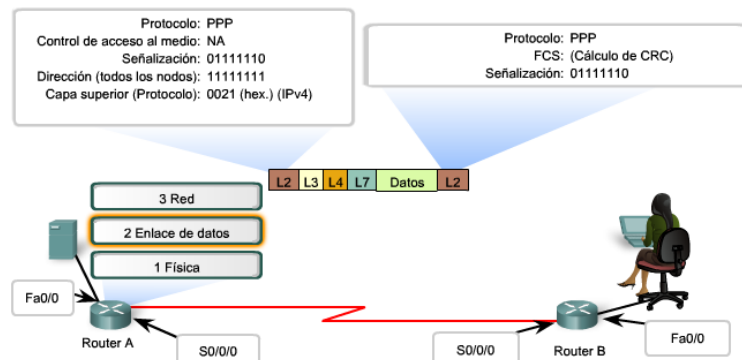 Protocolo: PPP
Control de acceso al medio: NA
Señalización: 01111110
Dirección (todos los nodos): 11111111
Capa superior (Protocolo): 0021 (hex.) (IPv4)
Protocolo: PPP
FCS: (Cálculo de CRC)
Señalización: 01111110
L2 L3 L4 L7 Datos L2
3 Red
2 Enlace de datos
1 Física
Fa0/0
Router A
S0/0/0
S0/0/0
Router B
Fa0/0